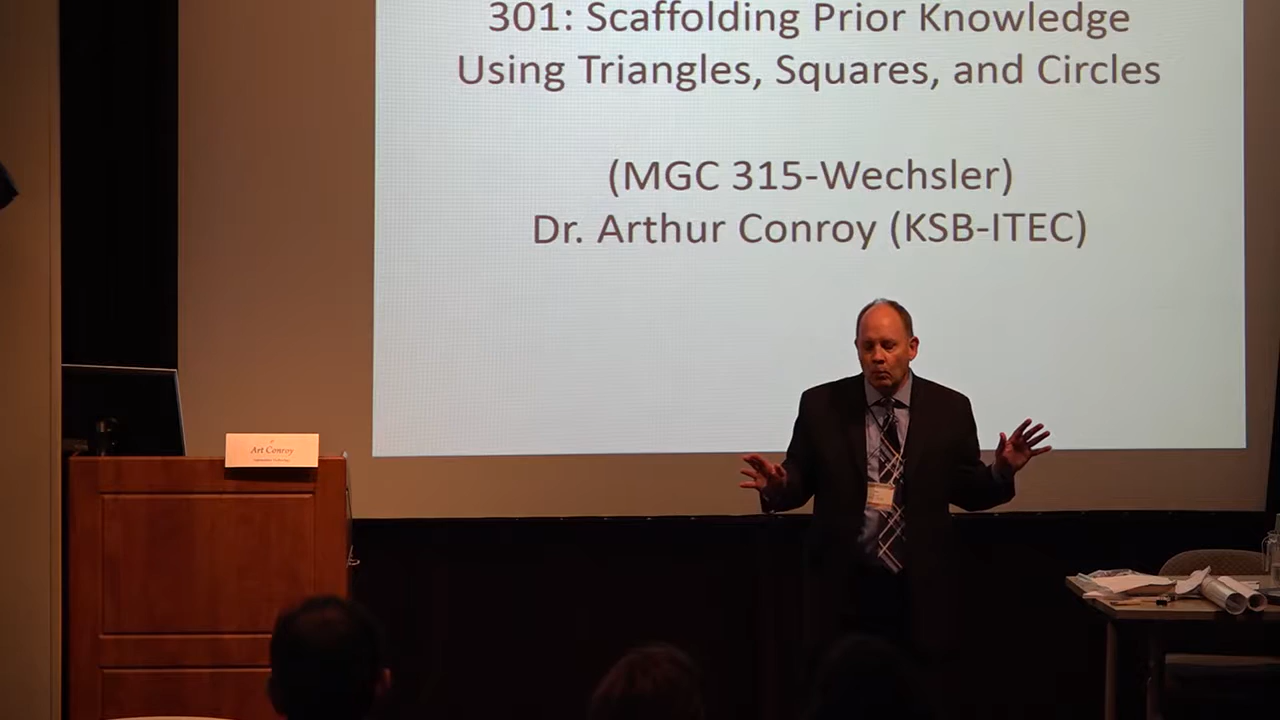 301: Scaffolding Prior Knowledge
Using Triangles, Squares, and Circles
(MGC 315-Wechsler)
Dr. Arthur Conroy (KSB-ITEC)
Art Conroy